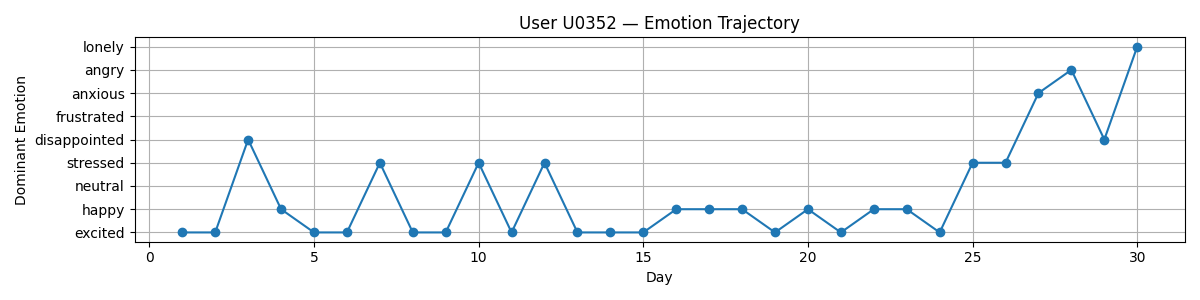 User U0352 — Emotion Trajectory
Dominant Emotion
lonely
angry
anxious
frustrated
disappointed
stressed
neutral
happy
excited
0 5 10 15 20 25 30
Day